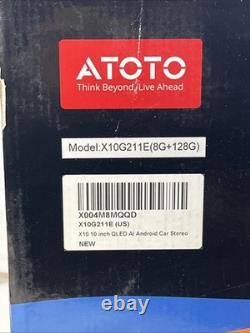 ATOTO
Think Beyond, Live Ahead
Model:X10G211E(8G+128G)
X004M8MQQD
X10G211E (US)
X10 10 inch QLED AI Android Car Stereo
NEW